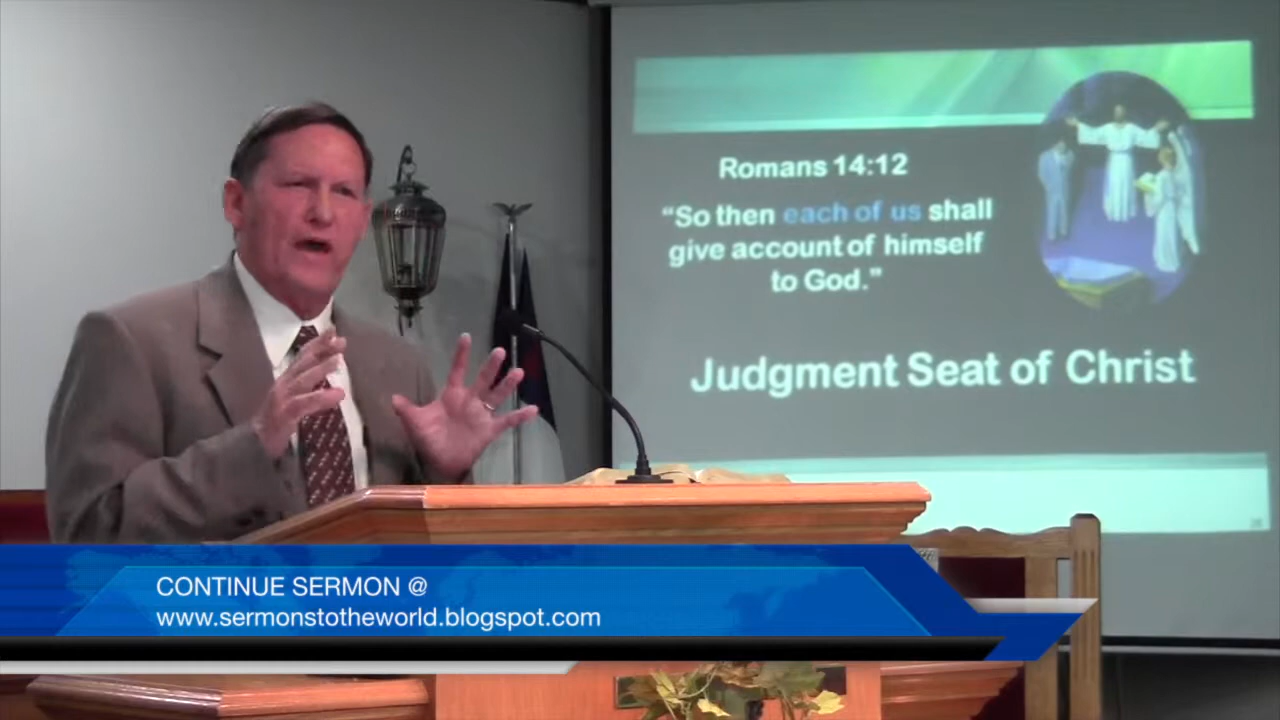 Romans 14:12
“So then each of us shall
give account of himself
to God.”
Judgment Seat of Christ
CONTINUE SERMON @
www.sermonstotheworld.blogspot.com